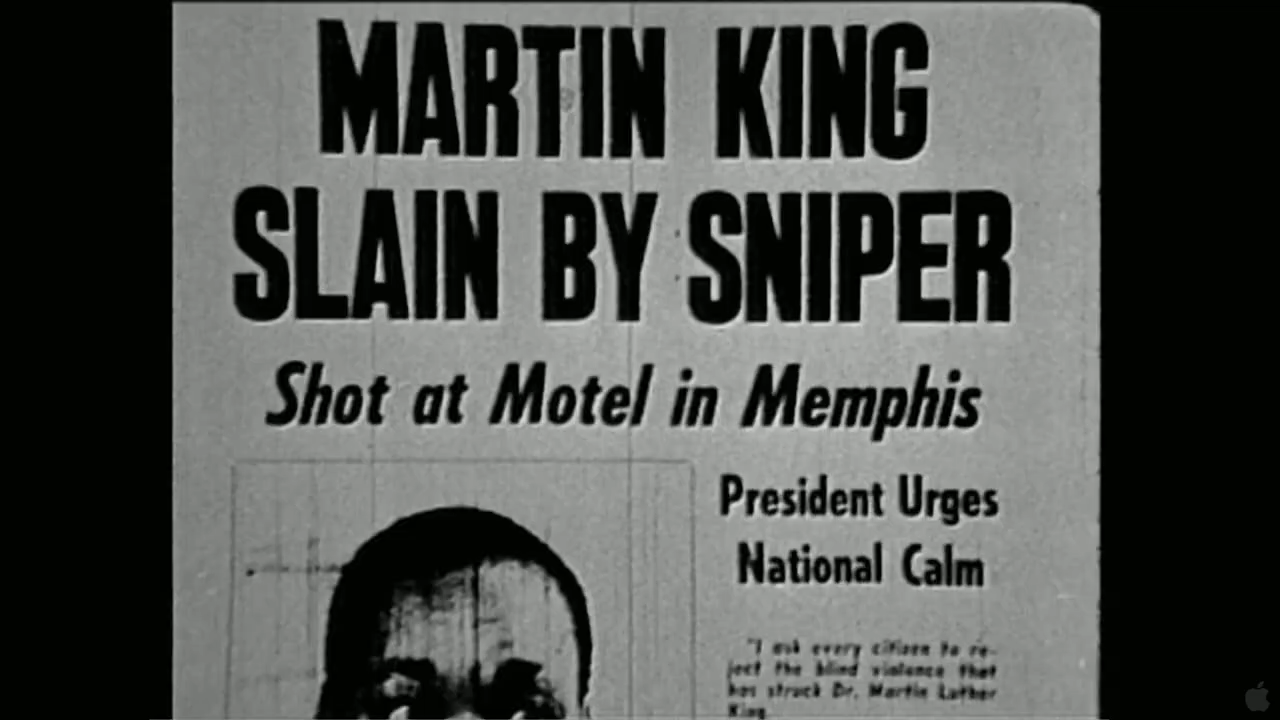 MARTIN KING
SLAIN BY SNIPER
Shot at Motel in Memphis
President Urges
National Calm
"I ask every citizen to re-
ject the blind violence that
has struck Dr. Martin Luther
King.